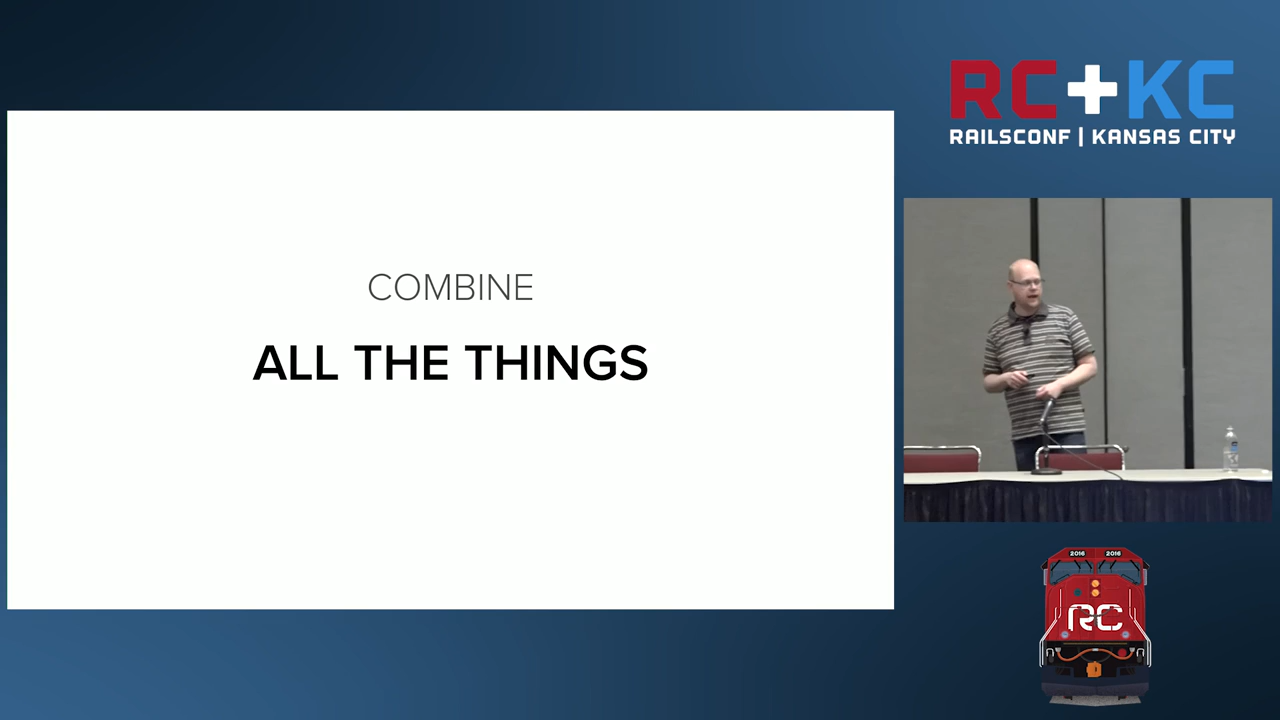 RC+KC
RAILSCONF | KANSAS CITY
COMBINE
ALL THE THINGS
2016 2016
RC